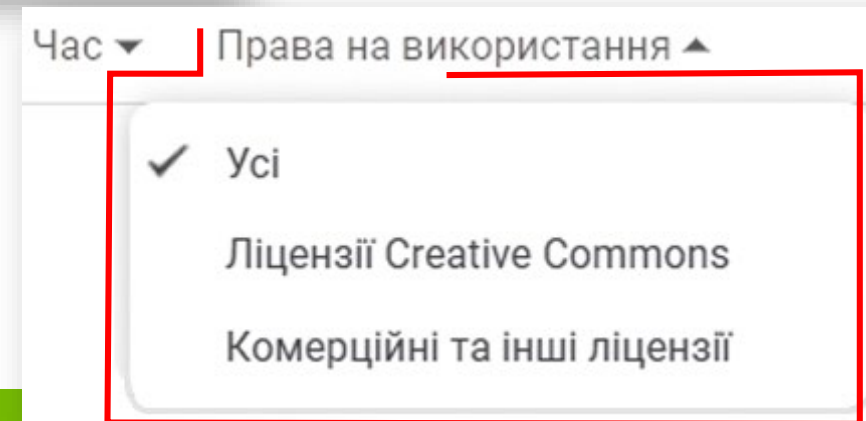 Час Права на використання
Усі
Ліцензії Creative Commons
Комерційні та інші ліцензії